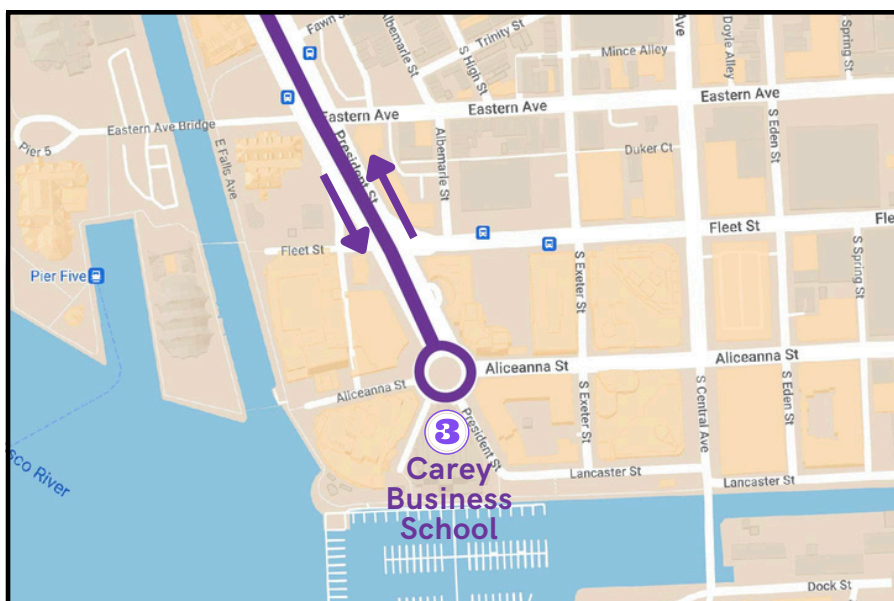 Fawn St
Albemarle St
S High St
Trinity St
Mince Alley
Ave
Doyle Alley
S Spring St
Eastern Ave
Eastern Ave
Eastern Ave
Eastern Ave Bridge
Pier 5
E Falls Ave
President St
Albemarle St
Duker Ct
S Eden St
Fleet St
Fleet St
Fle
Pier Five
S Exeter St
S Spring St
Aliceanna St
Aliceanna St
Aliceanna St
S Exeter St
S Central Ave
S Eden St
President St
3
Carey
Business
School
Lancaster St
Lancaster St
sco River
Dock St